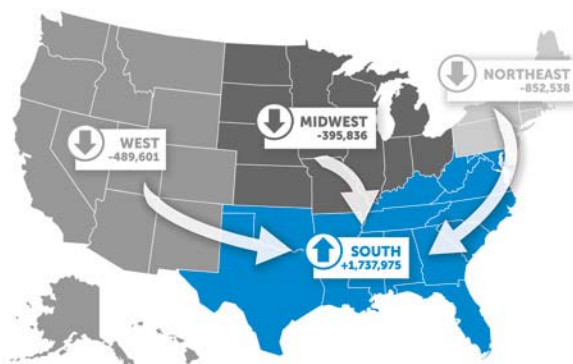 NORTHEAST
-852,538
MIDWEST
-395,836
WEST
-489,601
SOUTH
+1,737,975